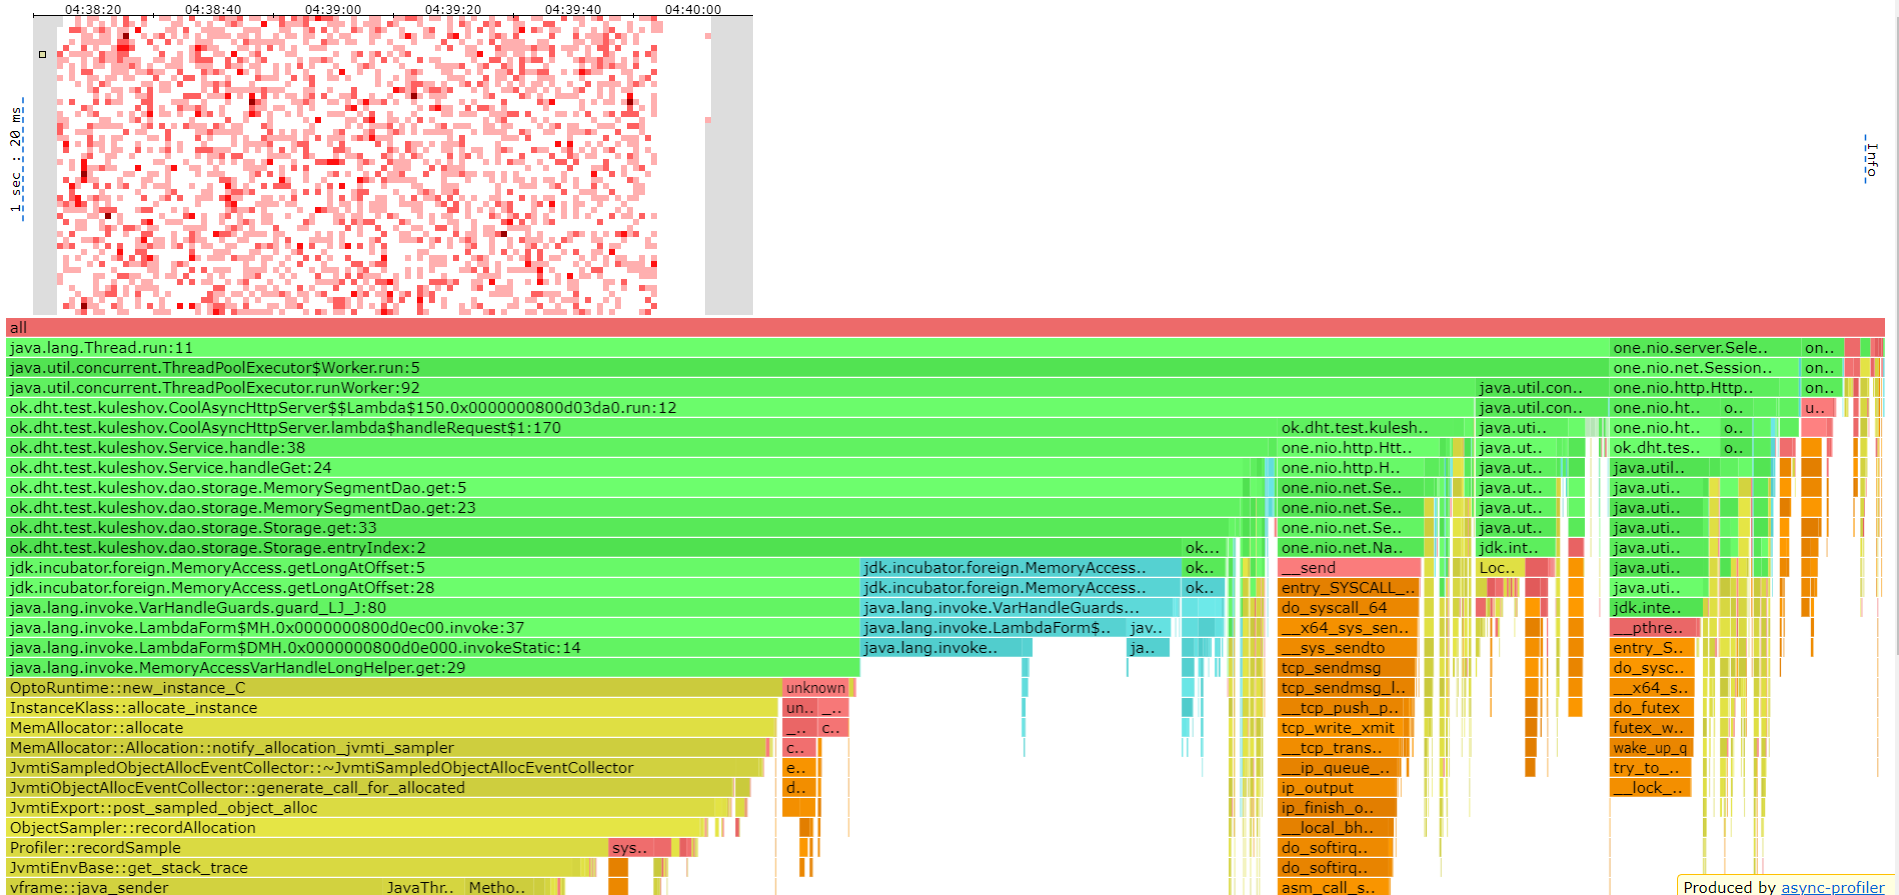 04:38:20 04:38:40 04:39:00 04:39:20 04:39:40 04:40:00
1 sec : 20 ms
Info
all
java.lang.Thread.run:11 one.nio.server.Sele.. on..
java.util.concurrent.ThreadPoolExecutor$Worker.run:5 one.nio.net.Session.. on..
java.util.concurrent.ThreadPoolExecutor.runWorker:92 java.util.con.. one.nio.http.Http.. on..
ok.dht.test.kuleshov.CoolAsyncHttpServer$$Lambda$150.0x0000000800d03da0.run:12 java.util.con.. one.nio.ht.. o.. u..
ok.dht.test.kuleshov.CoolAsyncHttpServer.lambda$handleRequest$1:170 ok.dht.test.kulesh.. java.uti.. one.nio.ht.. o..
ok.dht.test.kuleshov.Service.handle:38 one.nio.http.Htt.. java.ut.. ok.dht.tes.. o..
ok.dht.test.kuleshov.Service.handleGet:24 one.nio.http.H.. java.ut.. java.util..
ok.dht.test.kuleshov.dao.storage.MemorySegmentDao.get:5 one.nio.net.Se.. java.ut.. java.uti..
ok.dht.test.kuleshov.dao.storage.MemorySegmentDao.get:23 one.nio.net.Se.. java.ut.. java.uti..
ok.dht.test.kuleshov.dao.storage.Storage.get:33 one.nio.net.Se.. java.ut.. java.uti..
ok.dht.test.kuleshov.dao.storage.Storage.entryIndex:2 ok... one.nio.net.Na.. jdk.int.. java.uti..
jdk.incubator.foreign.MemoryAccess.getLongAtOffset:5 jdk.incubator.foreign.MemoryAccess.. ok.. __send Loc.. java.uti..
jdk.incubator.foreign.MemoryAccess.getLongAtOffset:28 jdk.incubator.foreign.MemoryAccess.. ok.. entry_SYSCALL_.. java.uti..
java.lang.invoke.VarHandleGuards.guard_LJ_J:80 java.lang.invoke.VarHandleGuards... do_syscall_64 jdk.inte..
java.lang.invoke.LambdaForm$MH.0x0000000800d0ec00.invoke:37 java.lang.invoke.LambdaForm$.. jav.. __x64_sys_sen.. __pthre..
java.lang.invoke.LambdaForm$DMH.0x0000000800d0e000.invokeStatic:14 java.lang.invoke.. ja.. __sys_sendto entry_S..
java.lang.invoke.MemoryAccessVarHandleLongHelper.get:29 tcp_sendmsg do_sysc..
OptoRuntime::new_instance_C unknown tcp_sendmsg_l.. __x64_s..
InstanceKlass::allocate_instance un.. _.. __tcp_push_p.. do_futex
MemAllocator::allocate _.. c.. tcp_write_xmit futex_w..
MemAllocator::Allocation::notify_allocation_jvmti_sampler c.. __tcp_trans.. wake_up_q
JvmtiSampledObjectAllocEventCollector::~JvmtiSampledObjectAllocEventCollector e.. __ip_queue_.. try_to_..
JvmtiObjectAllocEventCollector::generate_call_for_allocated d.. ip_output __lock_..
JvmtiExport::post_sampled_object_alloc ip_finish_o..
ObjectSampler::recordAllocation __local_bh..
Profiler::recordSample sys.. do_softirq..
JvmtiEnvBase::get_stack_trace do_softirq..
vframe::java_sender JavaThr.. Metho.. asm_call_s..
Produced by async-profiler